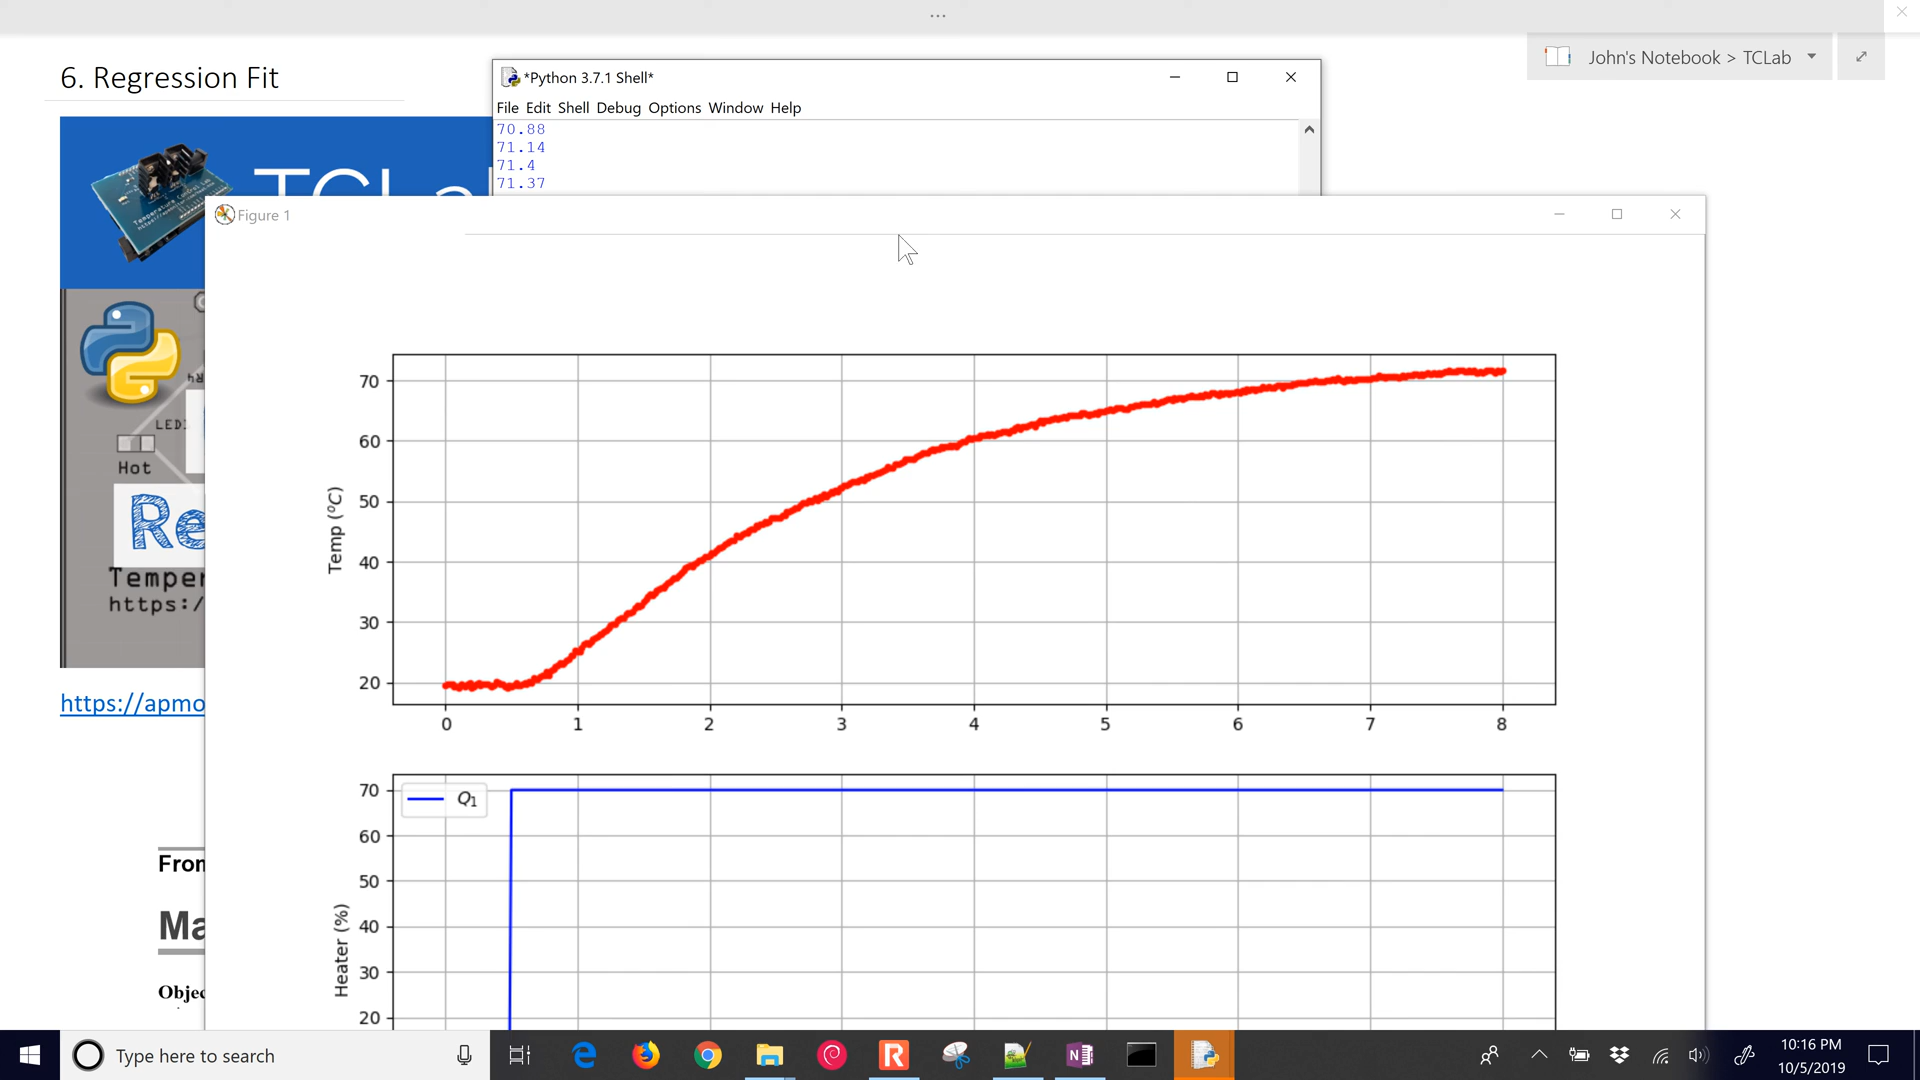 ...
John's Notebook > TCLab
6. Regression Fit
*Python 3.7.1 Shell*
File Edit Shell Debug Options Window Help
70.88
71.14
71.4
71.37
Figure 1
LED1
Hot
Temper
https:/
https://apmo
From
Ma
Objec
Temp (°C)
70
60
50
40
30
20
0 1 2 3 4 5 6 7 8
Q1
Heater (%)
70
60
50
40
30
20
Type here to search
10:16 PM
10/5/2019